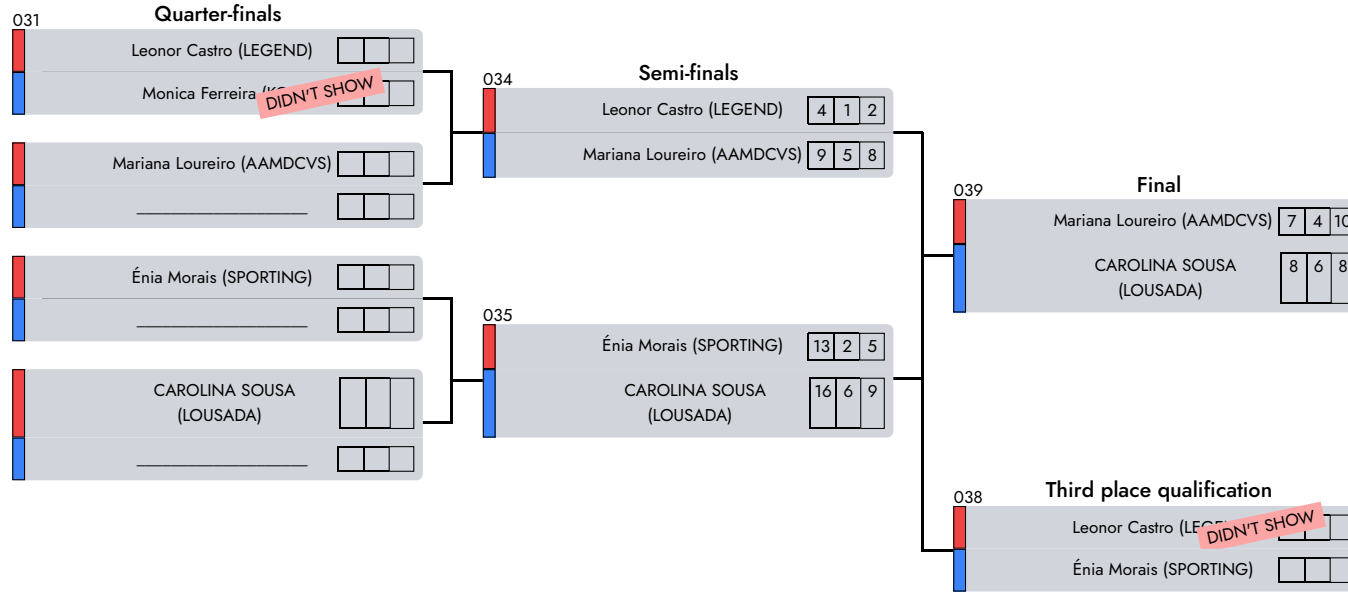 Quarter-finals
031
Leonor Castro (LEGEND)
Monica Ferreira
DIDN'T SHOW
Mariana Loureiro (AAMDCVS)
Énia Morais (SPORTING)
CAROLINA SOUSA
(LOUSADA)
Semi-finals
034
Leonor Castro (LEGEND) 4 1 2
Mariana Loureiro (AAMDCVS) 9 5 8
035
Énia Morais (SPORTING) 13 2 5
CAROLINA SOUSA 16 6 9
(LOUSADA)
Final
039
Mariana Loureiro (AAMDCVS) 7 4 10
CAROLINA SOUSA 8 6 8
(LOUSADA)
Third place qualification
038
Leonor Castro
DIDN'T SHOW
Énia Morais (SPORTING)